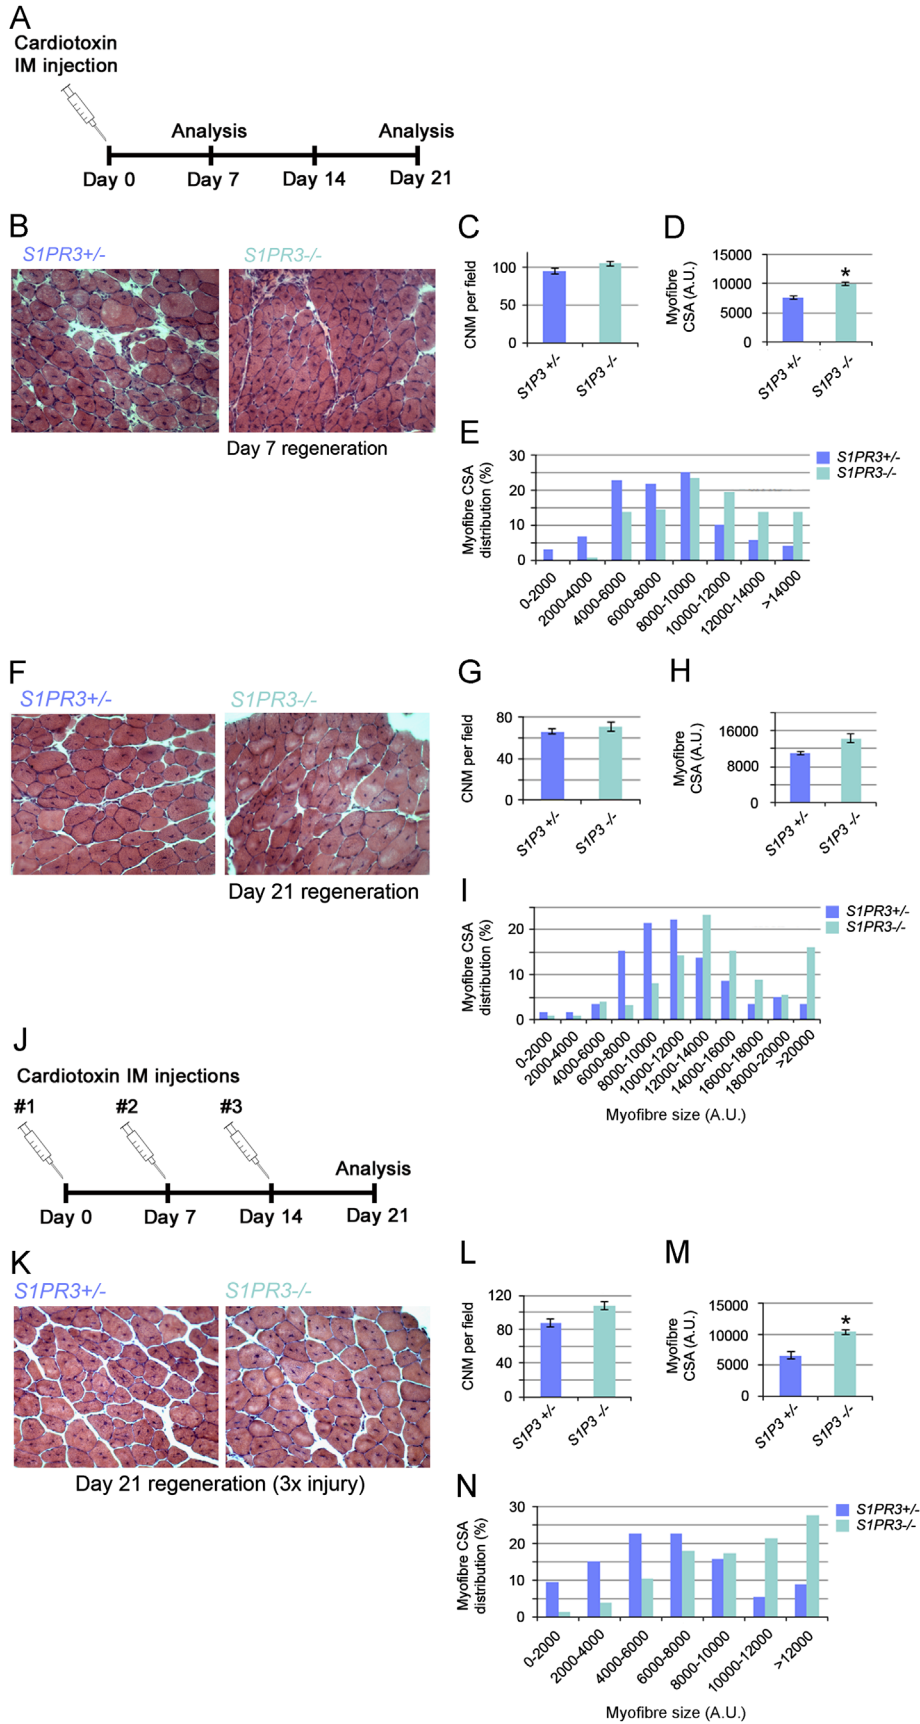 A
Cardiotoxin
IM injection
Analysis Analysis
Day 0 Day 7 Day 14 Day 21
B
S1PR3+/- S1PR3-/-
Day 7 regeneration
C
CNM per field
100
50
0
S1P3 +/- S1P3 -/-
D
Myofibre
CSA (A.U.)
15000
10000
5000
0
*
S1P3 +/- S1P3 -/-
E
Myofibre CSA
distribution (%)
30
20
10
0
S1PR3+/-
S1PR3-/-
0-2000 2000-4000 4000-6000 6000-8000 8000-10000 10000-12000 12000-14000 >14000
F
S1PR3+/- S1PR3-/-
Day 21 regeneration
G
CNM per field
80
40
0
S1P3 +/- S1P3 -/-
H
Myofibre
CSA (A.U.)
16000
8000
0
S1P3 +/- S1P3 -/-
I
Myofibre CSA
distribution (%)
20
10
0
S1PR3+/-
S1PR3-/-
0-2000 2000-4000 4000-6000 6000-8000 8000-10000 10000-12000 12000-14000 14000-16000 16000-18000 18000-20000 >20000
Myofibre size (A.U.)
J
Cardiotoxin IM injections
#1 #2 #3
Analysis
Day 0 Day 7 Day 14 Day 21
K
S1PR3+/- S1PR3-/-
Day 21 regeneration (3x injury)
L
CNM per field
120
80
40
0
S1P3 +/- S1P3 -/-
M
Myofibre
CSA (A.U.)
15000
10000
5000
0
*
S1P3 +/- S1P3 -/-
N
Myofibre CSA
distribution (%)
30
20
10
0
S1PR3+/-
S1PR3-/-
0-2000 2000-4000 4000-6000 6000-8000 8000-10000 10000-12000 >12000
Myofibre size (A.U.)